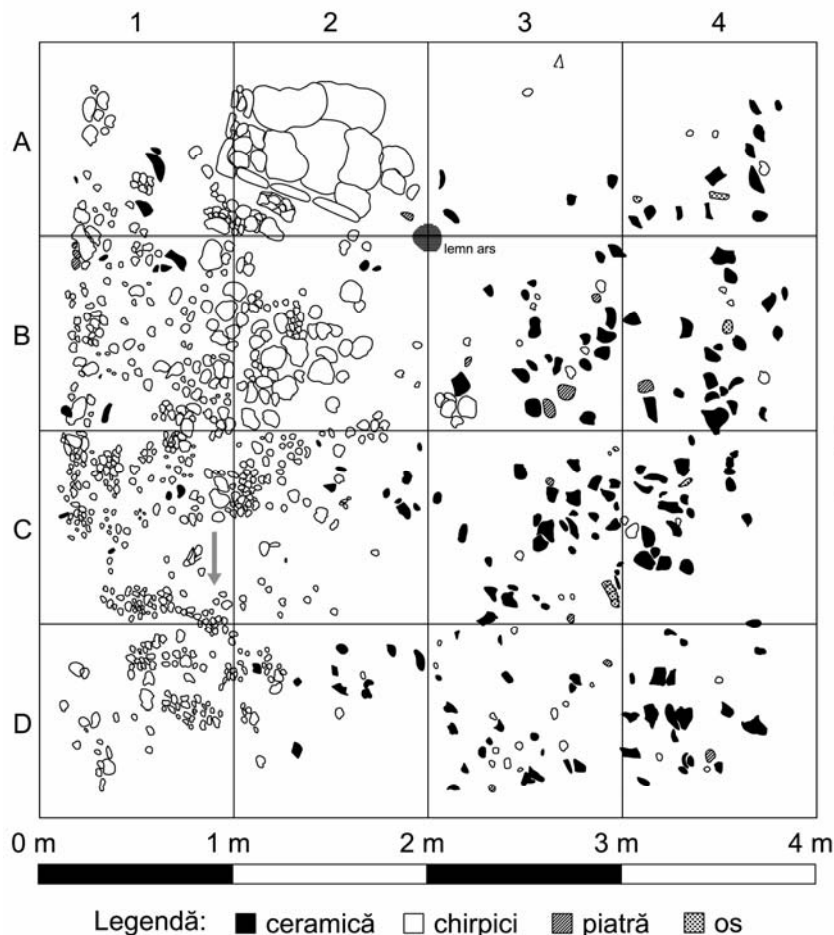 1 2 3 4
A
lemn ars
B
C
D
0 m 1 m 2 m 3 m 4 m
Legendă: ceramică chirpici piatră os